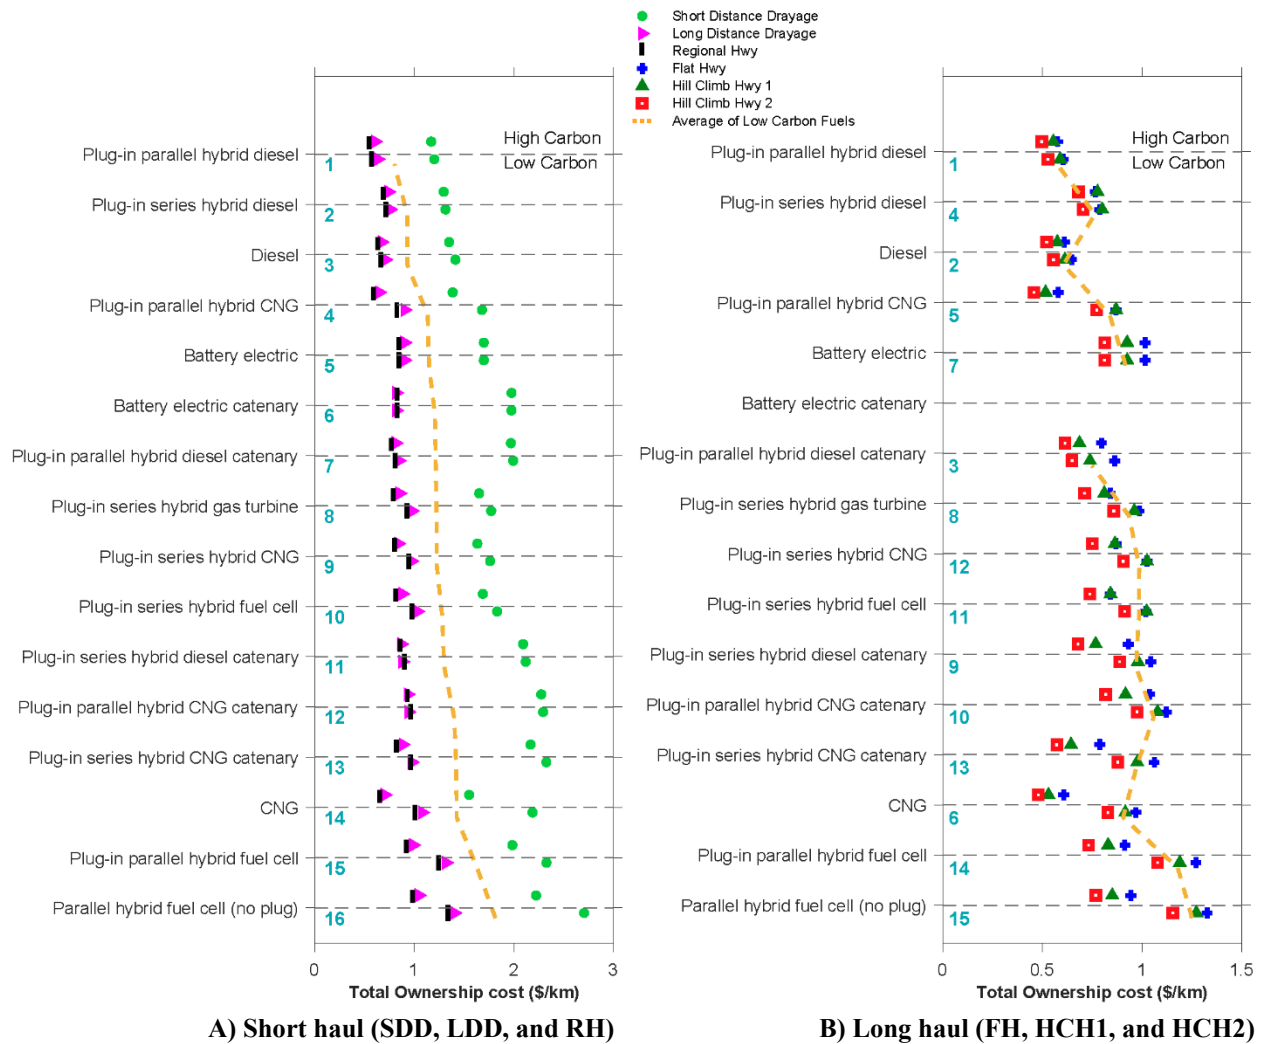 Short Distance Drayage
Long Distance Drayage
Regional Hwy
Flat Hwy
Hill Climb Hwy 1
Hill Climb Hwy 2
Average of Low Carbon Fuels
High Carbon
Low Carbon
Plug-in parallel hybrid diesel
1
Plug-in series hybrid diesel
2
Diesel
3
Plug-in parallel hybrid CNG
4
Battery electric
5
Battery electric catenary
6
Plug-in parallel hybrid diesel catenary
7
Plug-in series hybrid gas turbine
8
Plug-in series hybrid CNG
9
Plug-in series hybrid fuel cell
10
Plug-in series hybrid diesel catenary
11
Plug-in parallel hybrid CNG catenary
12
Plug-in series hybrid CNG catenary
13
CNG
14
Plug-in parallel hybrid fuel cell
15
Parallel hybrid fuel cell (no plug)
16
0 1 2 3
Total Ownership cost ($/km)
A) Short haul (SDD, LDD, and RH)
High Carbon
Low Carbon
Plug-in parallel hybrid diesel
1
Plug-in series hybrid diesel
4
Diesel
2
Plug-in parallel hybrid CNG
5
Battery electric
7
Battery electric catenary
Plug-in parallel hybrid diesel catenary
3
Plug-in series hybrid gas turbine
8
Plug-in series hybrid CNG
12
Plug-in series hybrid fuel cell
11
Plug-in series hybrid diesel catenary
9
Plug-in parallel hybrid CNG catenary
10
Plug-in series hybrid CNG catenary
13
CNG
6
Plug-in parallel hybrid fuel cell
14
Parallel hybrid fuel cell (no plug)
15
0 0.5 1 1.5
Total Ownership cost ($/km)
B) Long haul (FH, HCH1, and HCH2)